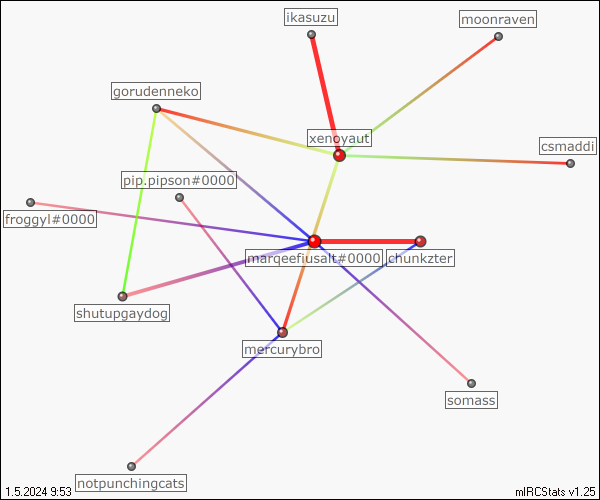 ikasuzu
moonraven
gorudenneko
xenoyaut
csmaddi
pip.pipson#0000
froggyl#0000
marqeefiusalt#0000
chunkzter
shutupgaydog
mercurybro
somass
notpunchingcats
1.5.2024 9:53
mIRCStats v1.25